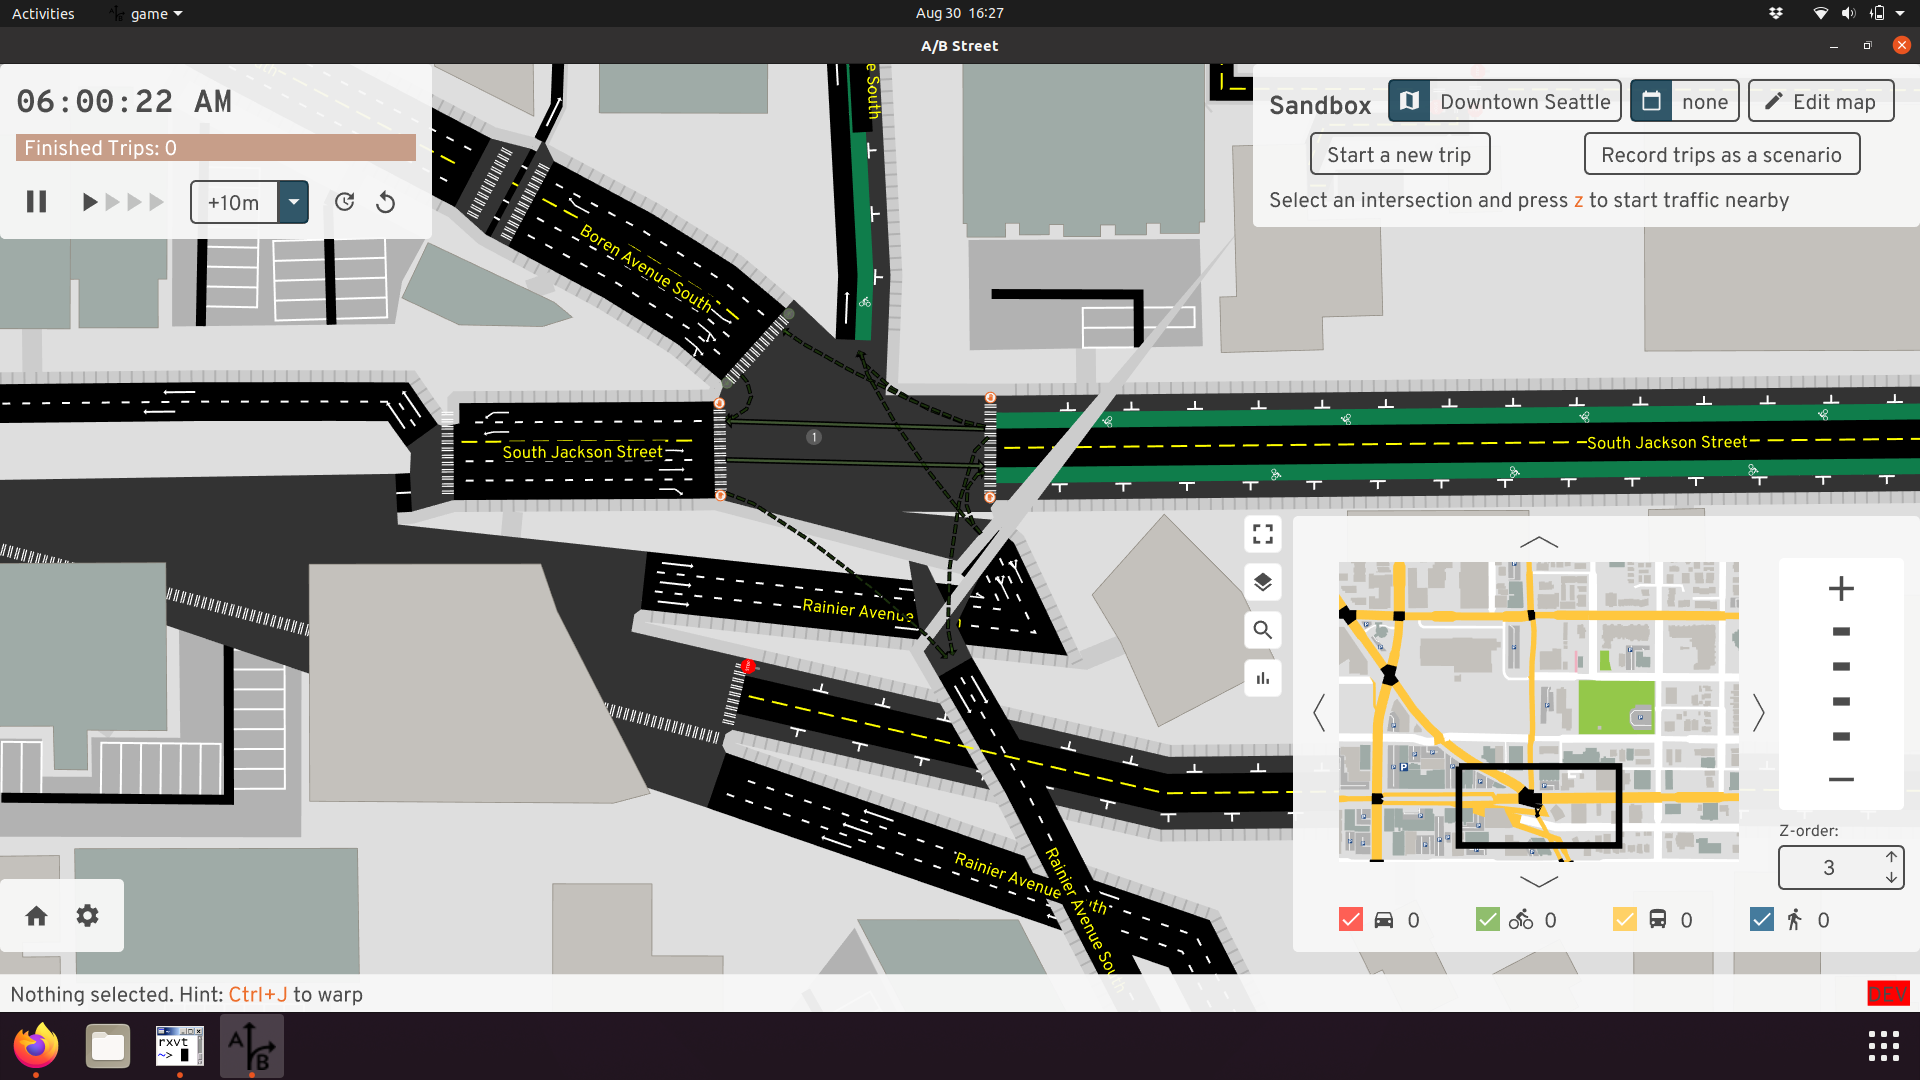 Activities
game
Aug 30 16:27
A/B Street
06:00:22 AM
Finished Trips: 0
+10m
Sandbox
Downtown Seattle
none
Edit map
Start a new trip
Record trips as a scenario
Select an intersection and press z to start traffic nearby
e South
Boren Avenue South
1
South Jackson Street
South Jackson Street
Rainier Avenue
Rainier Avenue
th
Rainier Avenue South
Z-order:
3
0
0
0
0
Nothing selected. Hint: Ctrl+J to warp
DEV
rxvt
~>
A
B